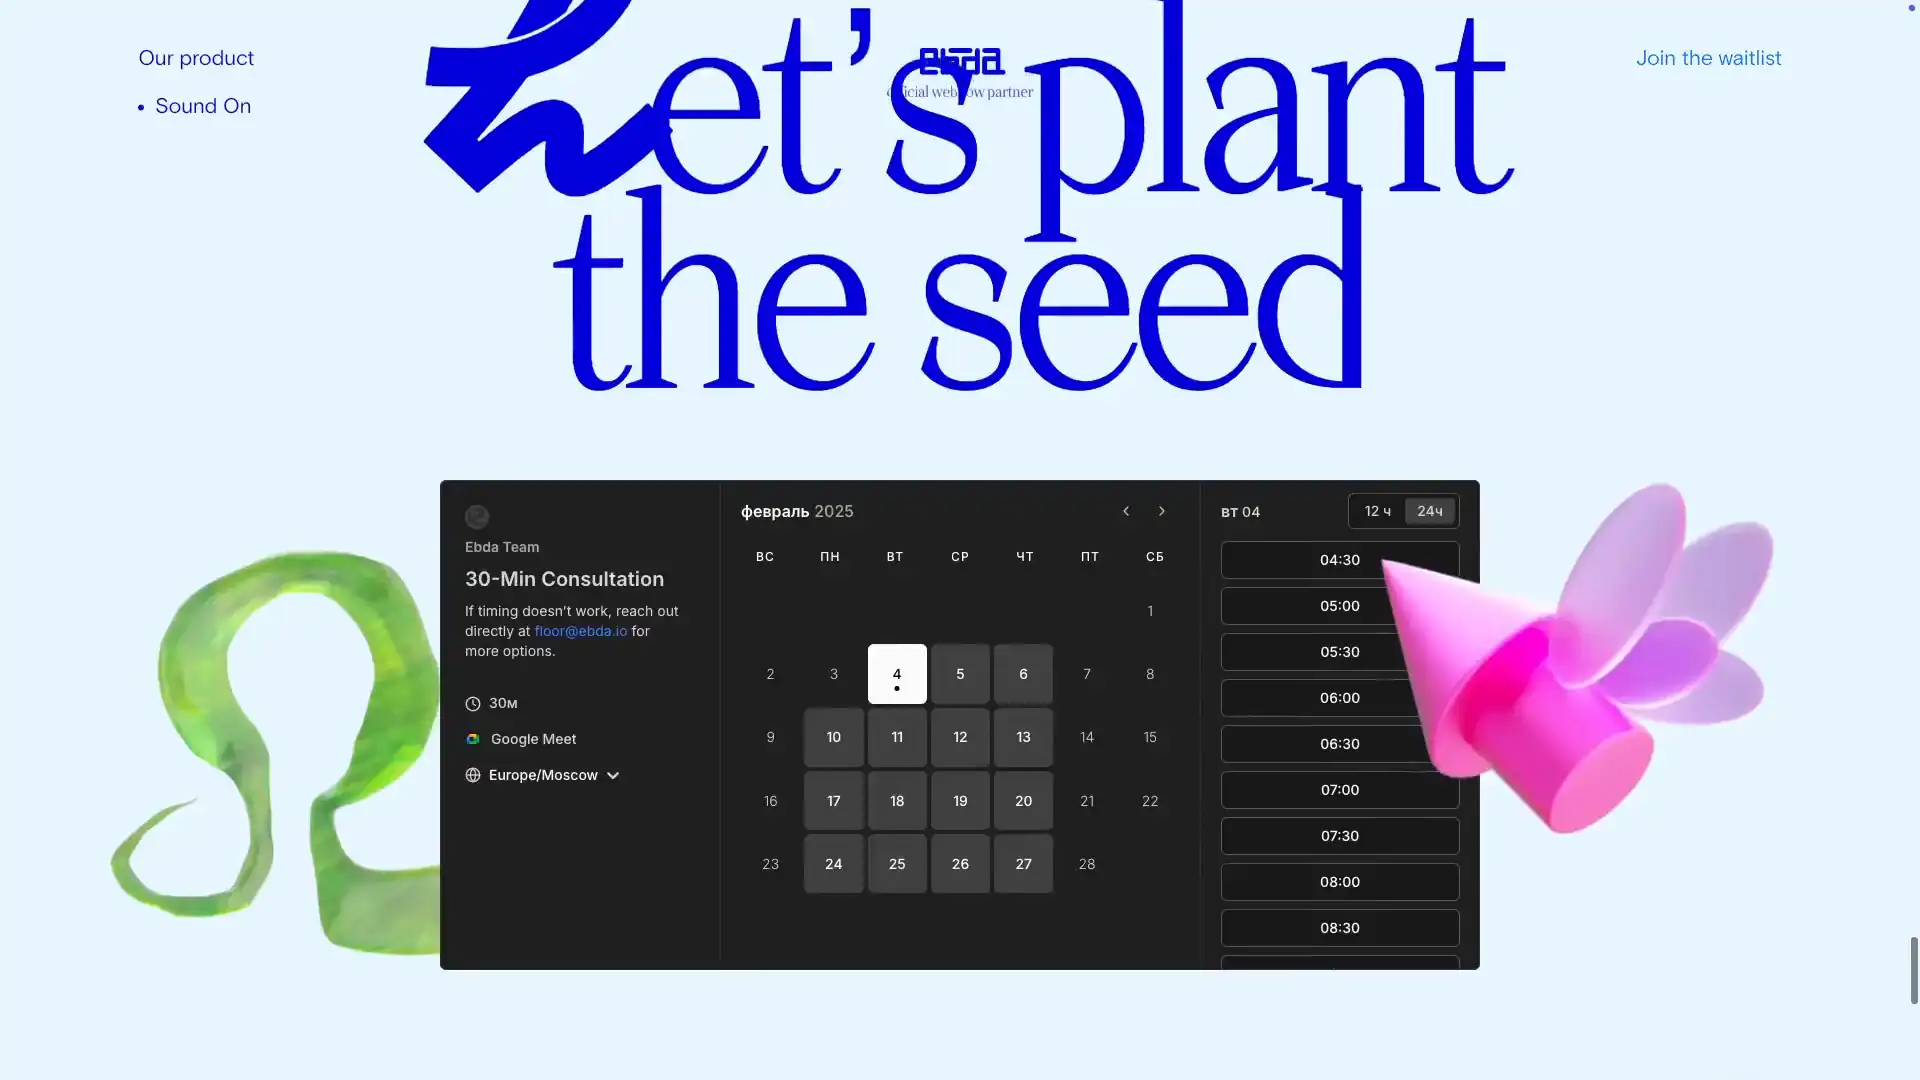 Our product
Sound On
ebda
Join the waitlist
Let’s plant
the seed
Ebda Team
30-Min Consultation
If timing doesn’t work, reach out
directly at floor@ebda.io for
more options.
30м
Google Meet
Europe/Moscow
февраль 2025
ВС ПН ВТ СР ЧТ ПТ СБ
1
2 3 4 5 6 7 8
9 10 11 12 13 14 15
16 17 18 19 20 21 22
23 24 25 26 27 28
вт 04
12 ч 24ч
04:30
05:00
05:30
06:00
06:30
07:00
07:30
08:00
08:30